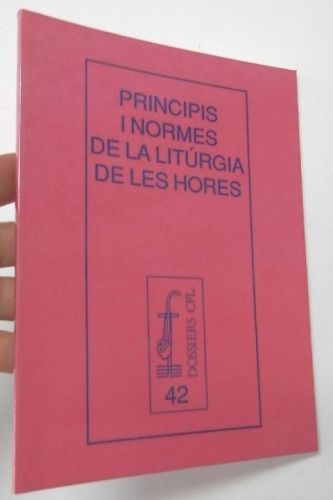 PRINCIPIS
I NORMES
DE LA LITÚRGIA
DE LES HORES
DOSSIERS CPL
42